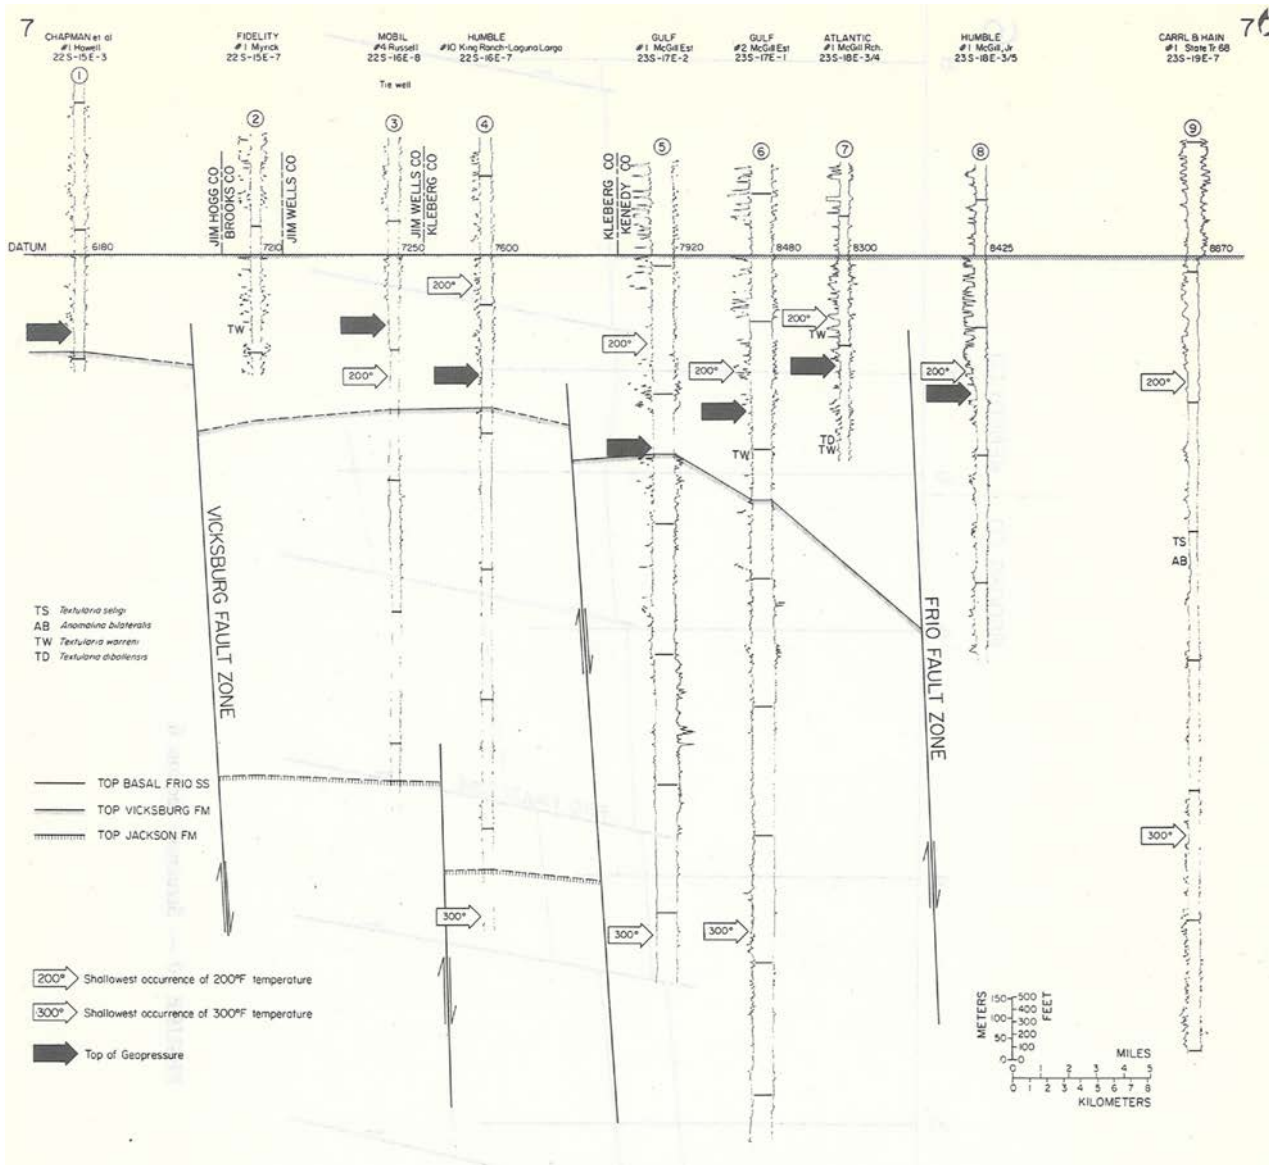 7
7
CHAPMAN et al
#1 Howell
22S-15E-3
FIDELITY
#1 Myrick
22S-15E-7
MOBIL
#4 Russell
22S-16E-8
HUMBLE
#10 King Ranch-Laguna Larga
22S-16E-7
GULF
#1 McGill Est
23S-17E-2
GULF
#2 McGill Est
23S-17E-1
ATLANTIC
#1 McGill Rch.
23S-18E-3/4
HUMBLE
#1 McGill, Jr
23S-18E-3/5
CARRL & HAIN
#1 State Tr 68
23S-19E-7
Tie well
1
2
3
4
5
6
7
8
9
JIM HOGG CO
BROOKS CO
JIM WELLS CO
JIM WELLS CO
KLEBERG CO
KLEBERG CO
KENEDY CO
DATUM
6180
7210
7250
7600
7920
8480
8300
8425
8870
200°
200°
200°
200°
200°
200°
200°
TW
TW
TD
TW
TW
TS
AB
VICKSBURG FAULT ZONE
FRIO FAULT ZONE
TS Textularia seligi
AB Anomalina bilateralis
TW Textularia warreni
TD Textularia dibollensis
TOP BASAL FRIO SS
TOP VICKSBURG FM
TOP JACKSON FM
300°
300°
300°
300°
200° Shallowest occurrence of 200°F temperature
300° Shallowest occurrence of 300°F temperature
Top of Geopressure
METERS
150
100
50
0
500
400
300
200
100
0
FEET
MILES
0 1 2 3 4 5
0 1 2 3 4 5 6 7 8
KILOMETERS